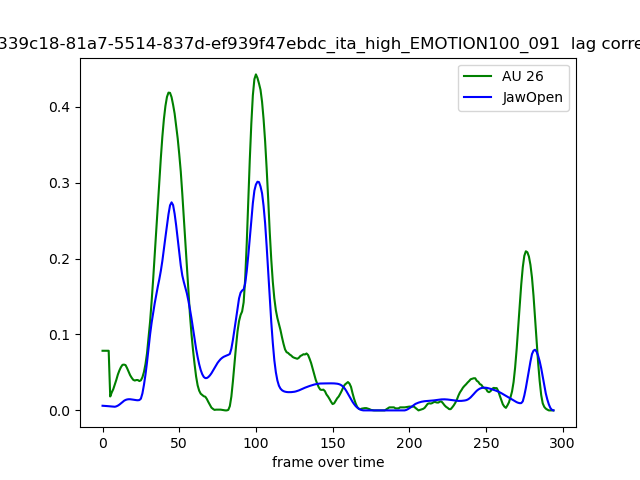 339c18-81a7-5514-837d-ef939f47ebdc_ita_high_EMOTION100_091 lag corre
AU 26
JawOpen
0.4
0.3
0.2
0.1
0.0
0 50 100 150 200 250 300
frame over time